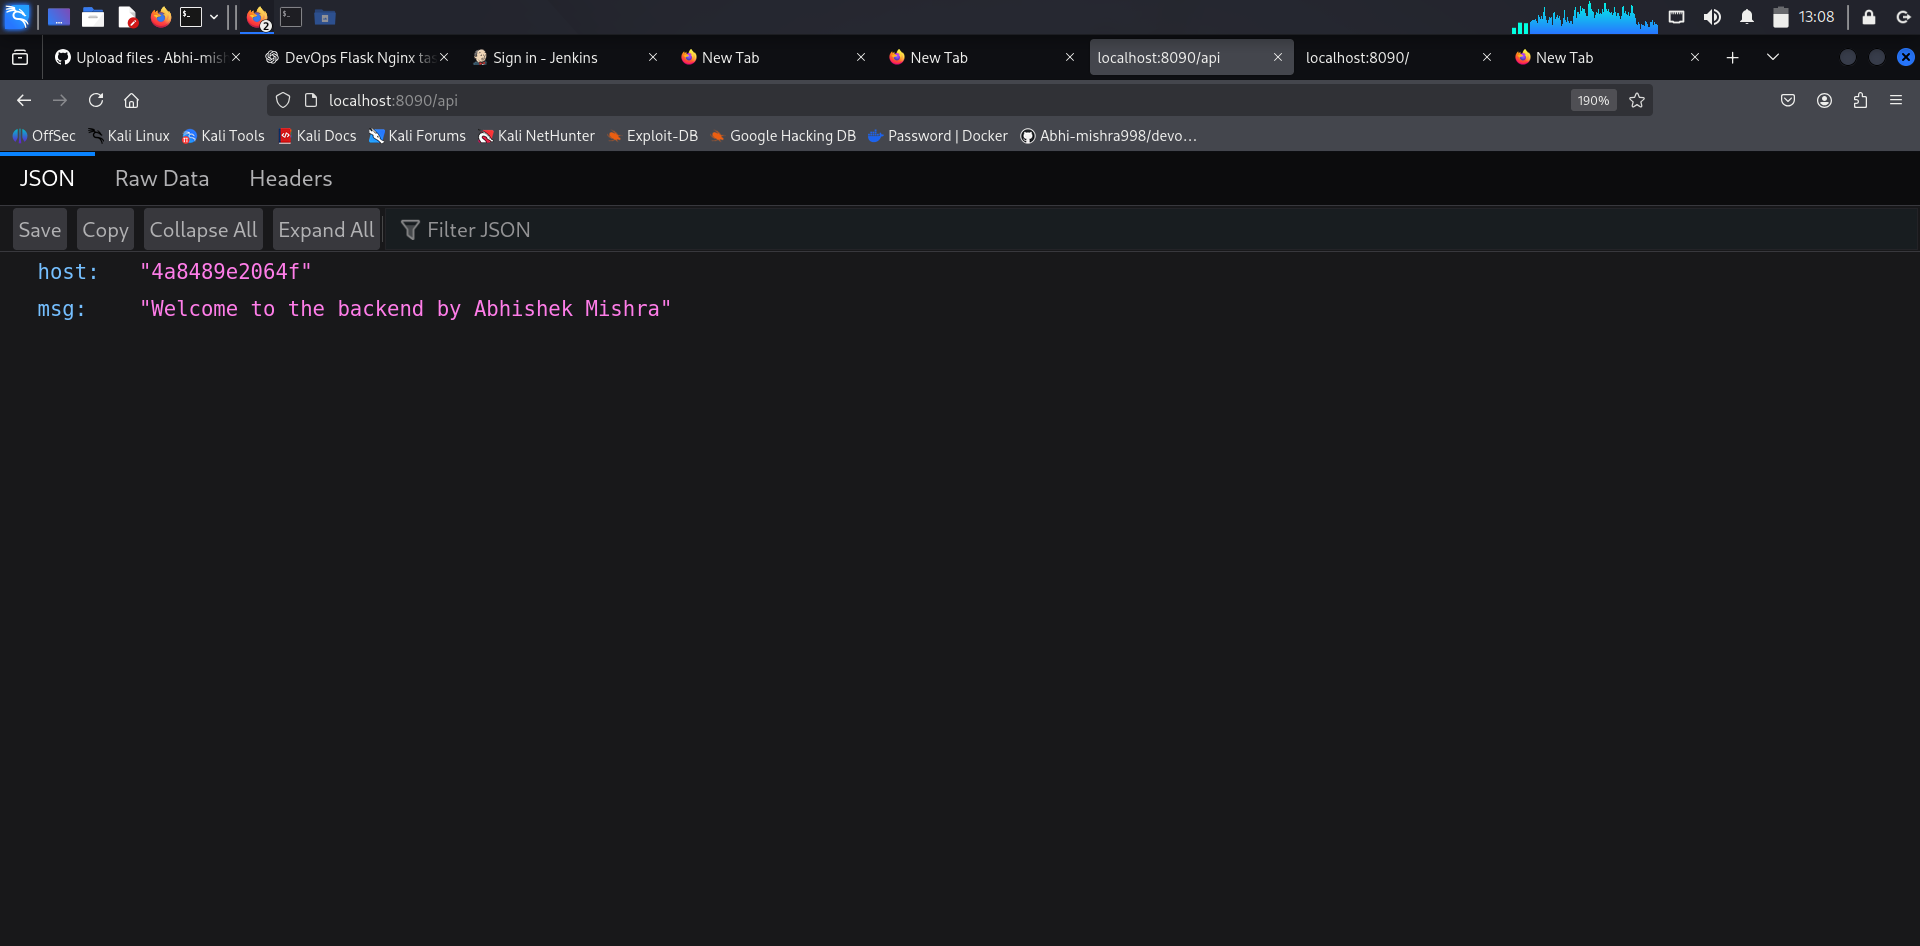 13:08
Upload files · Abhi-mish
DevOps Flask Nginx tas
Sign in - Jenkins
New Tab
New Tab
localhost:8090/api
localhost:8090/
New Tab
localhost:8090/api
190%
OffSec
Kali Linux
Kali Tools
Kali Docs
Kali Forums
Kali NetHunter
Exploit-DB
Google Hacking DB
Password | Docker
Abhi-mishra998/devo…
JSON Raw Data Headers
Save Copy Collapse All Expand All Filter JSON
host: "4a8489e2064f"
msg: "Welcome to the backend by Abhishek Mishra"